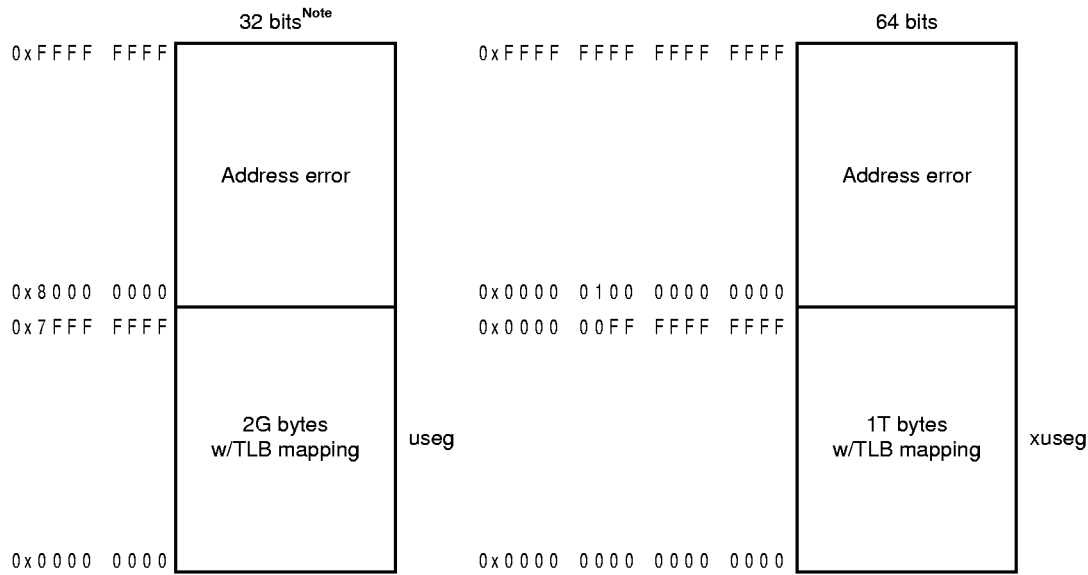 32 bitsNote
0xFFFF FFFF
Address error
0x8000 0000
0x7FFF FFFF
2G bytes
w/TLB mapping
useg
0x0000 0000
64 bits
0xFFFF FFFF FFFF FFFF
Address error
0x0000 0100 0000 0000
0x0000 00FF FFFF FFFF
1T bytes
w/TLB mapping
xuseg
0x0000 0000 0000 0000